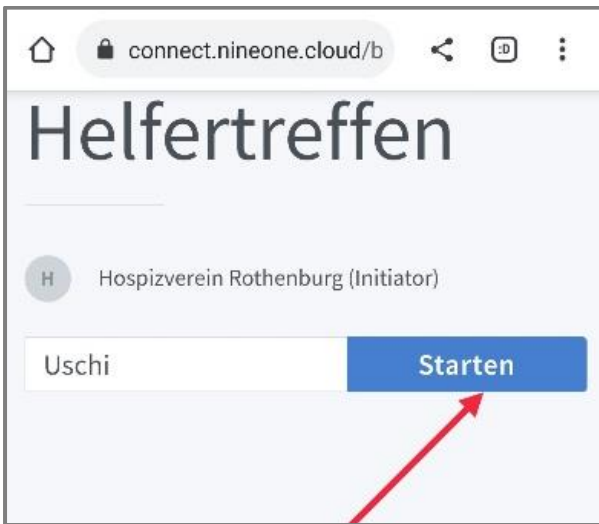 connect.nineone.cloud/b
:D
Helfertreffen
H
Hospizverein Rothenburg (Initiator)
Uschi
Starten